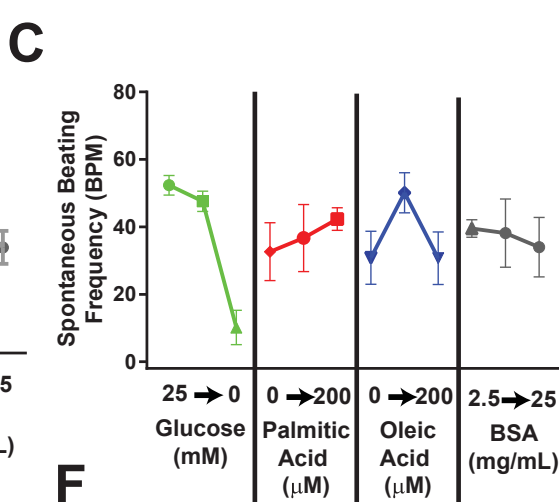 C
Spontaneous Beating
Frequency (BPM)
80
60
40
20
0
25 → 0
Glucose
(mM)
0 → 200
Palmitic
Acid
(μM)
0 → 200
Oleic
Acid
(μM)
2.5 → 25
BSA
(mg/mL)
5
L)
F